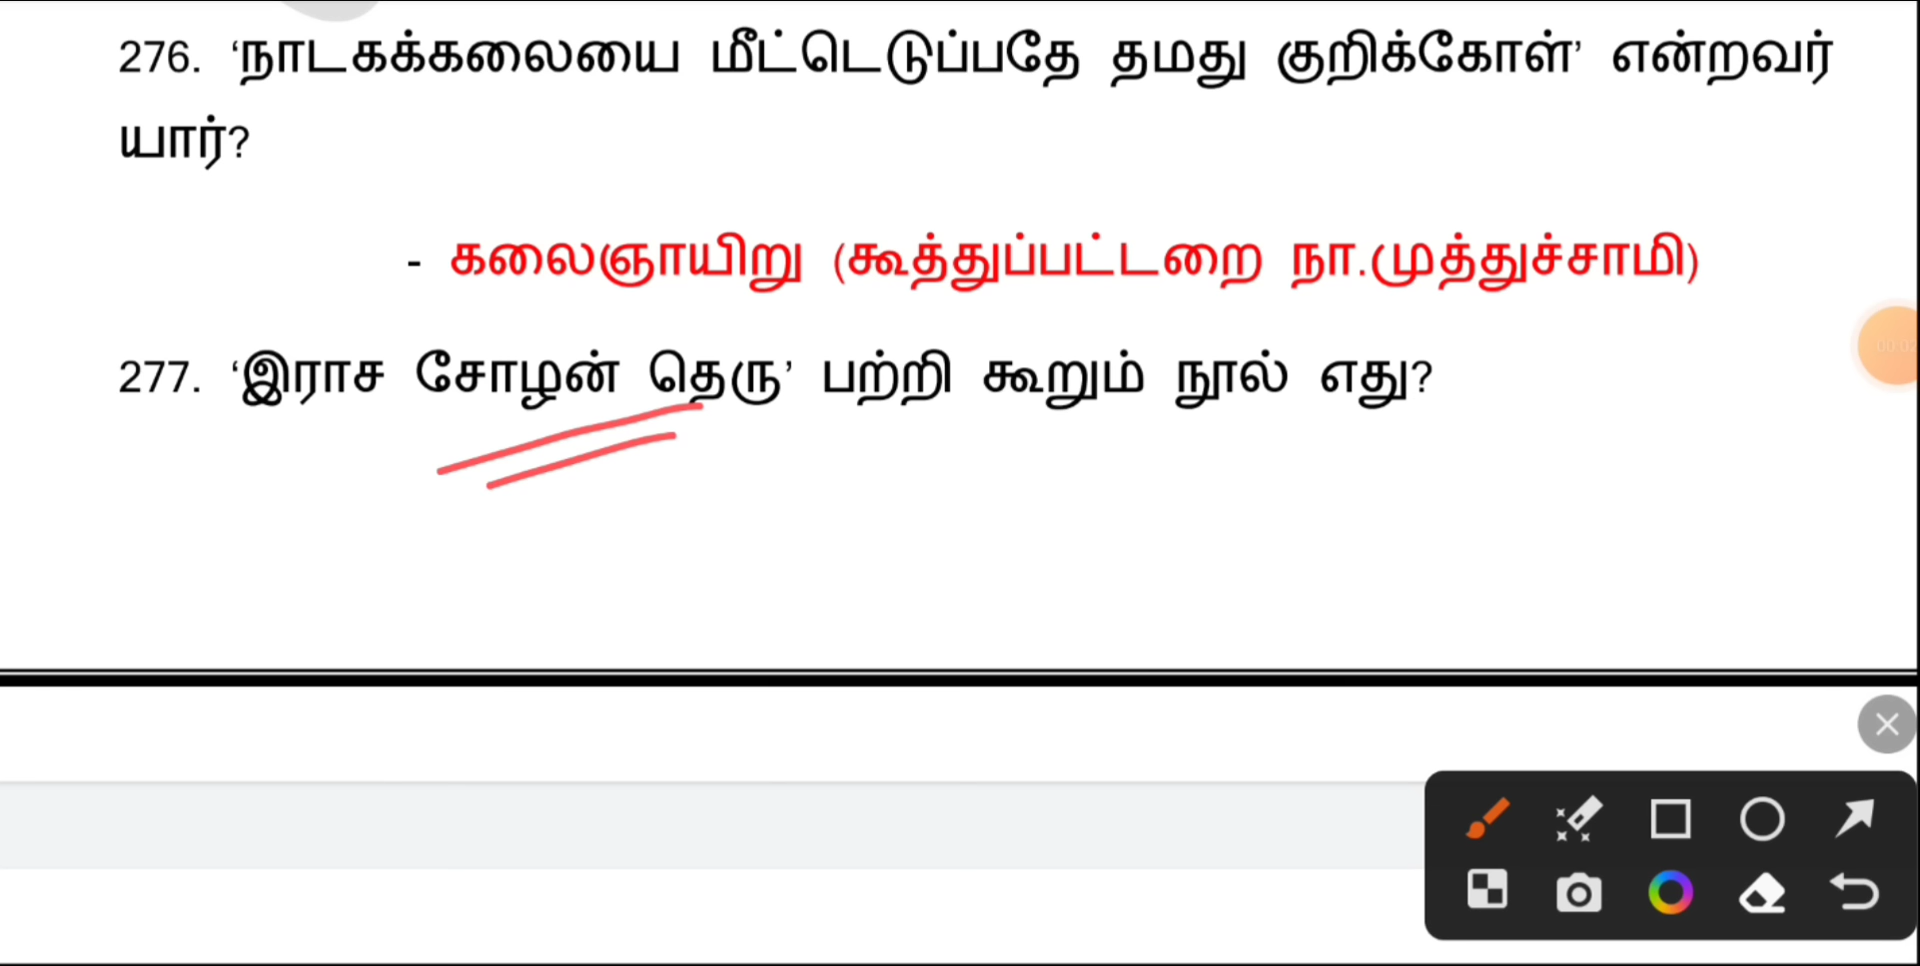 276. ‘நாடகக்கலையை மீட்டெடுப்பதே தமது குறிக்கோள்’ என்றவர்
யார்?
- கலைஞாயிறு (கூத்துப்பட்டறை நா.முத்துச்சாமி)
277. ‘இராச சோழன் தெரு’ பற்றி கூறும் நூல் எது?